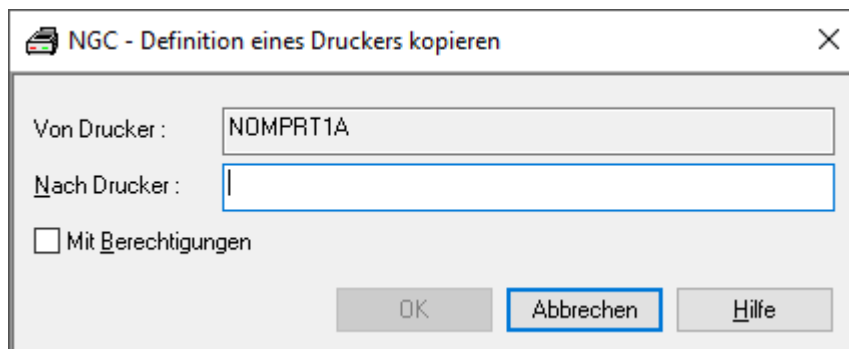 NGC - Definition eines Druckers kopieren
Von Drucker : NOMPRT1A
Nach Drucker :
Mit Berechtigungen
OK Abbrechen Hilfe